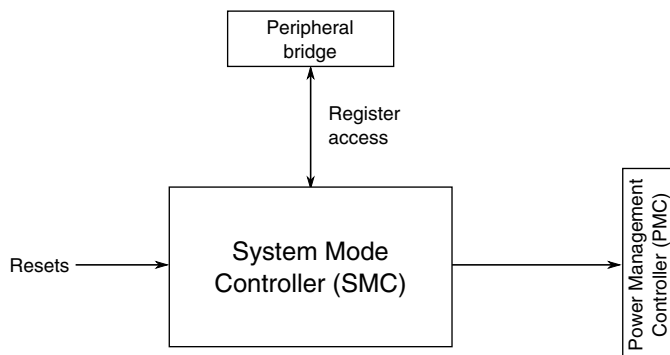 Peripheral
bridge
Register
access
Resets
System Mode
Controller (SMC)
Power Management
Controller (PMC)